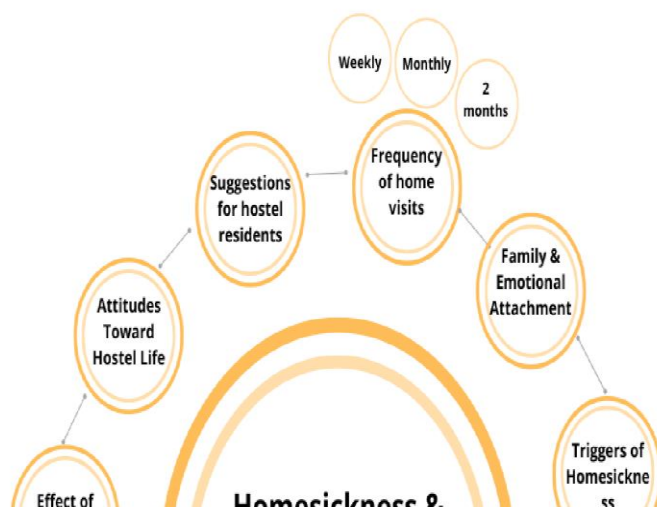 Weekly
Monthly
2
months
Frequency
of home
visits
Suggestions
for hostel
residents
Family &
Emotional
Attachment
Attitudes
Toward
Hostel Life
Triggers of
Homesickne
ss
Effect of
Homesickness &